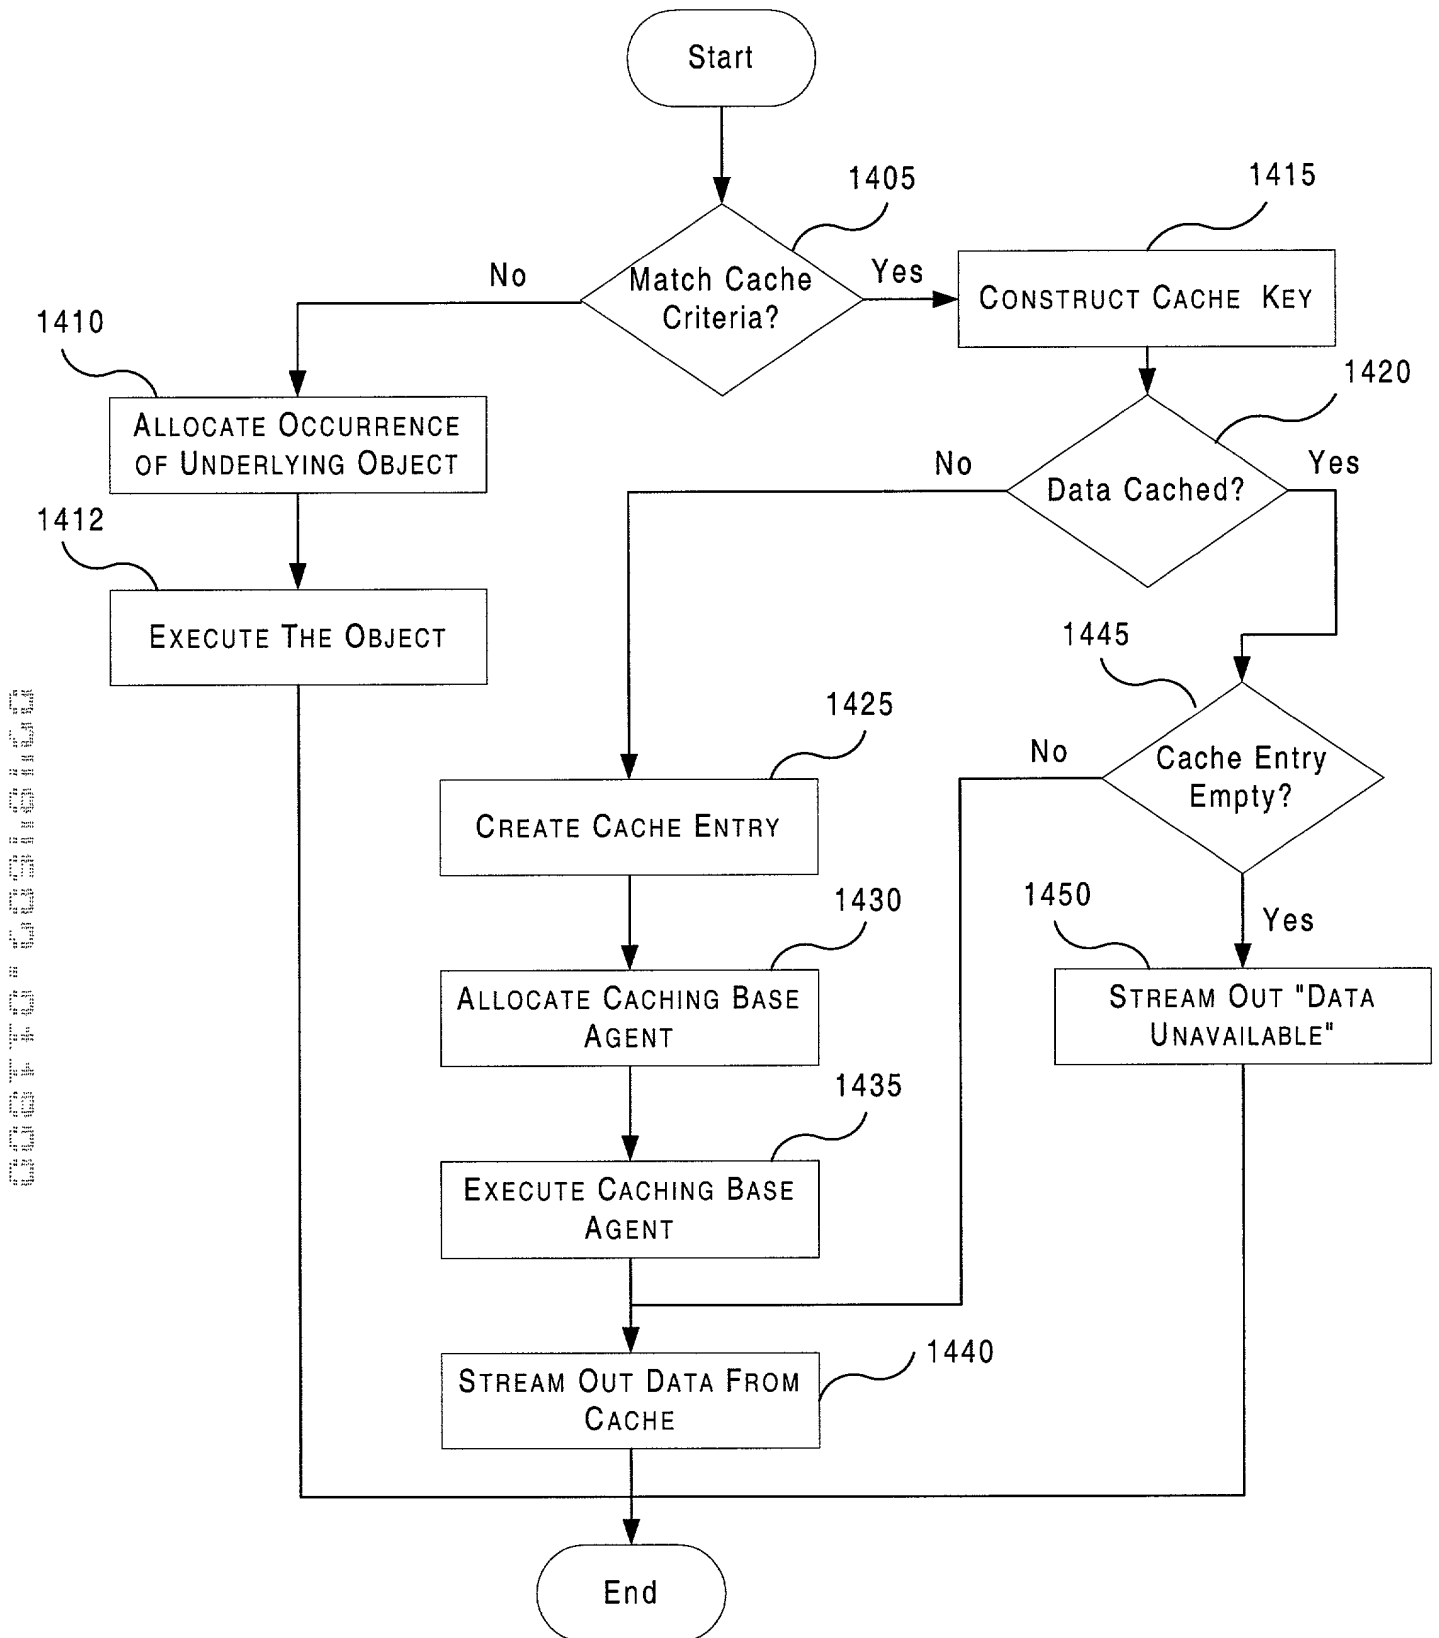 Start
1405
1415
No
Match Cache
Criteria?
Yes
CONSTRUCT CACHE KEY
1410
1420
ALLOCATE OCCURRENCE
OF UNDERLYING OBJECT
No
Data Cached?
Yes
1412
EXECUTE THE OBJECT
1445
1425
No
Cache Entry
Empty?
CREATE CACHE ENTRY
1430
1450
Yes
ALLOCATE CACHING BASE
AGENT
STREAM OUT "DATA
UNAVAILABLE"
1435
EXECUTE CACHING BASE
AGENT
1440
STREAM OUT DATA FROM
CACHE
End